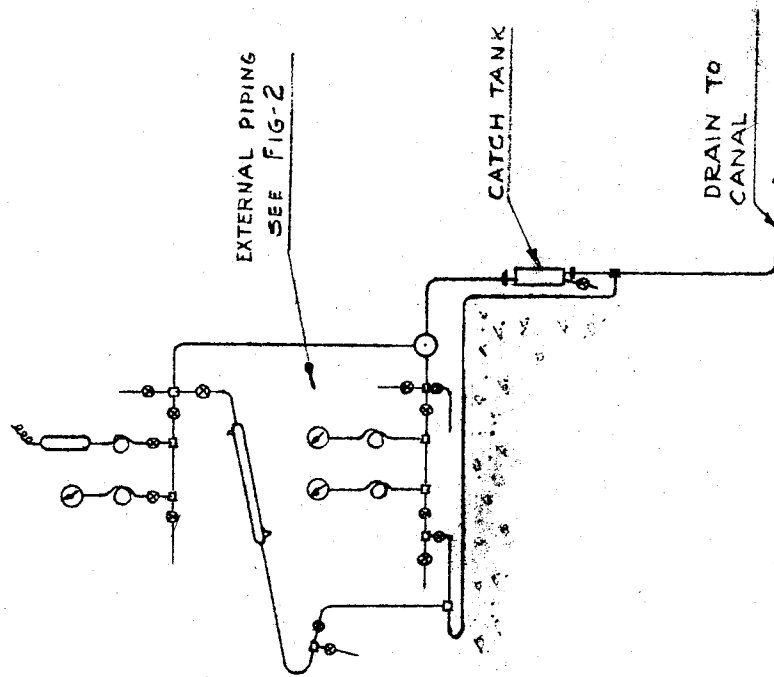 EXTERNAL PIPING
SEE FIG-2
CATCH TANK
DRAIN TO
CANAL